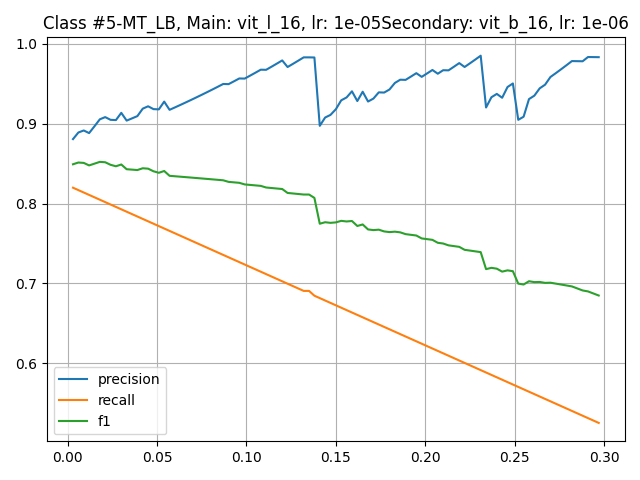 Class #5-MT_LB, Main: vit_l_16, lr: 1e-05Secondary: vit_b_16, lr: 1e-06
1.0
0.9
0.8
0.7
0.6
precision
recall
f1
0.00 0.05 0.10 0.15 0.20 0.25 0.30